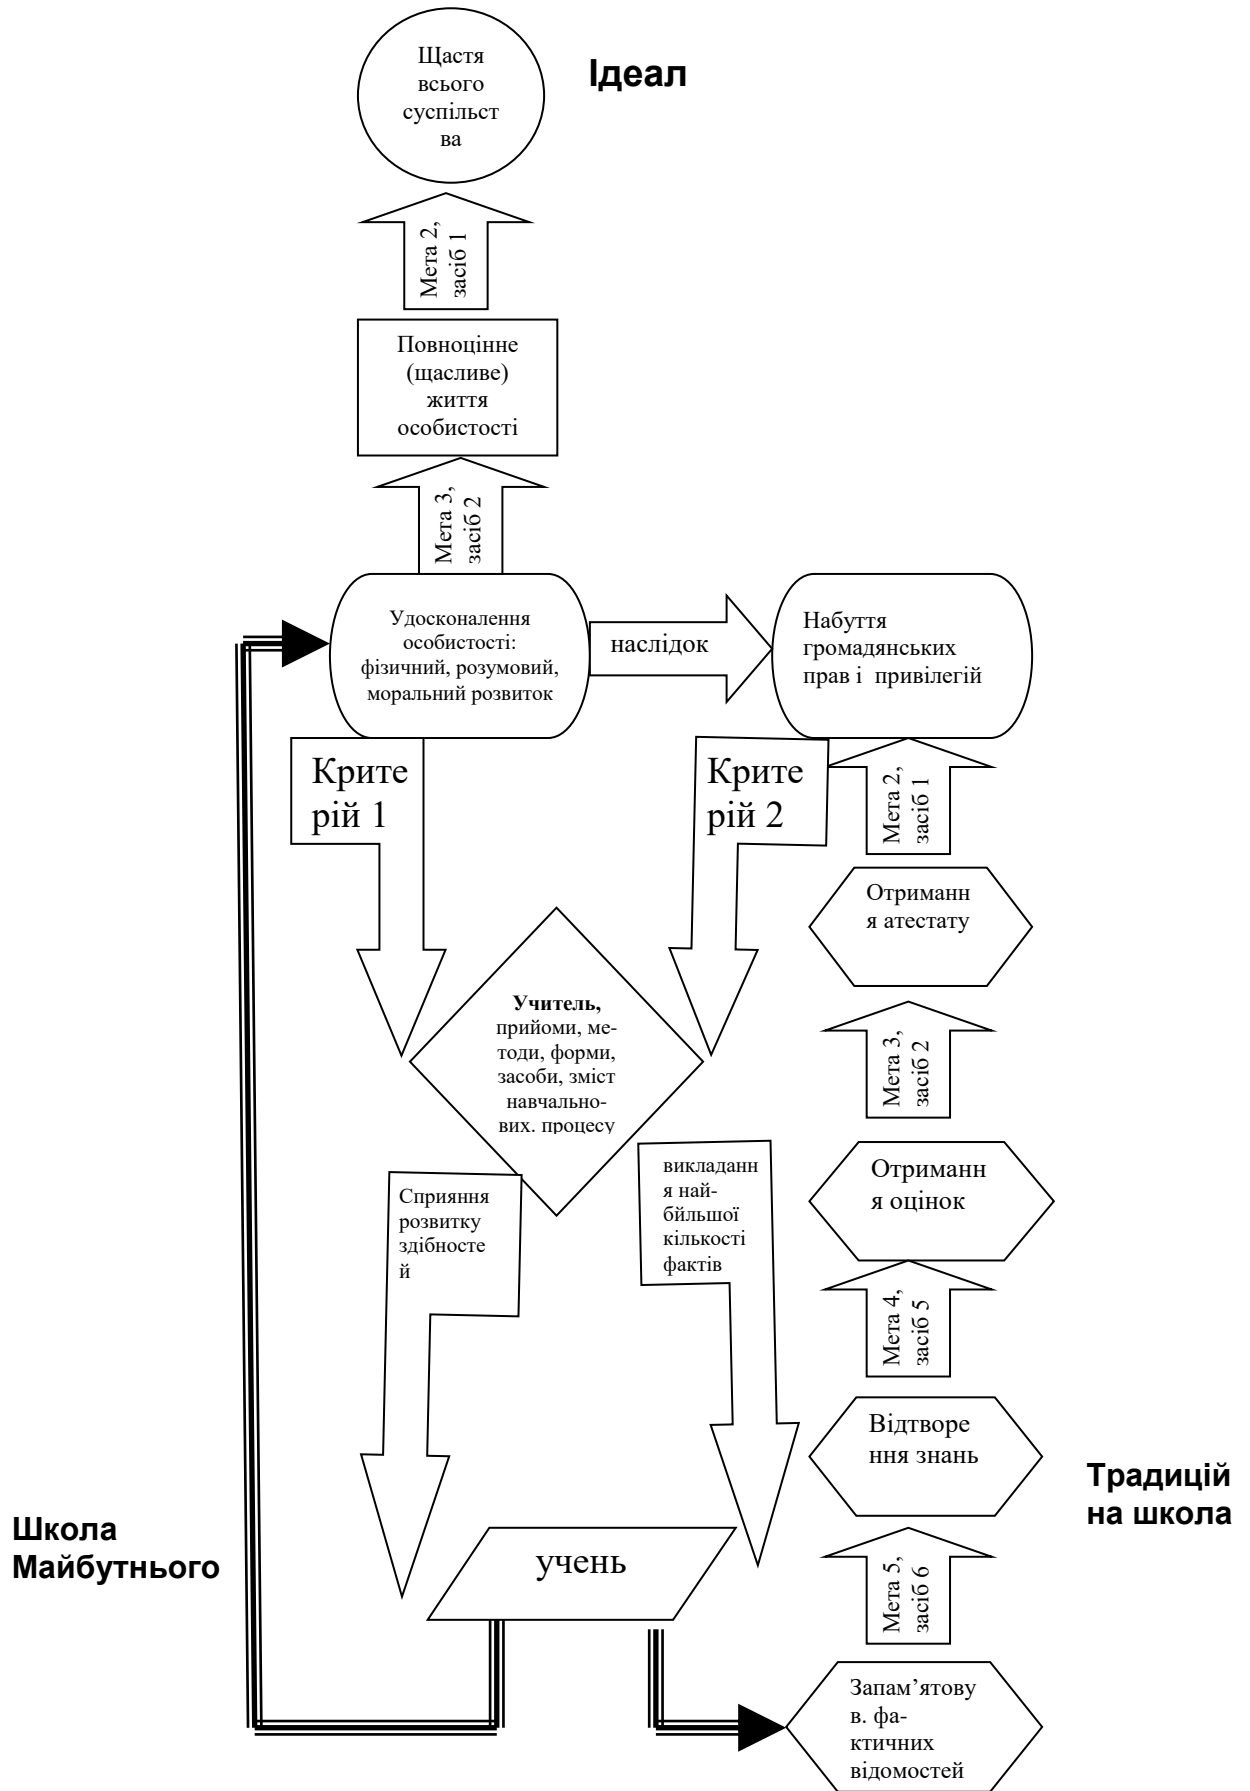 Щастя
всього
суспільст
ва
Ідеал
Мета 2,
засіб 1
Повноцінне
(щасливе)
життя
особистості
Мета 3,
засіб 2
Удосконалення
особистості:
фізичний, розумовий,
моральний розвиток
наслідок
Набуття
громадянських
прав і привілегій
Крите
рій 1
Крите
рій 2
Мета 2,
засіб 1
Отриманн
я атестату
Учитель,
прийоми, ме-
тоди, форми,
засоби, зміст
навчально-
вих. процесу
Мета 3,
засіб 2
Сприяння
розвитку
здібносте
й
викладанн
я най-
бйільшої
кількості
фактів
Отриманн
я оцінок
Мета 4,
засіб 5
Відтворе
ння знань
Традицій
на школа
Школа
Майбутнього
учень
Мета 5,
засіб 6
Запам’ятову
в. фа-
ктичних
відомостей